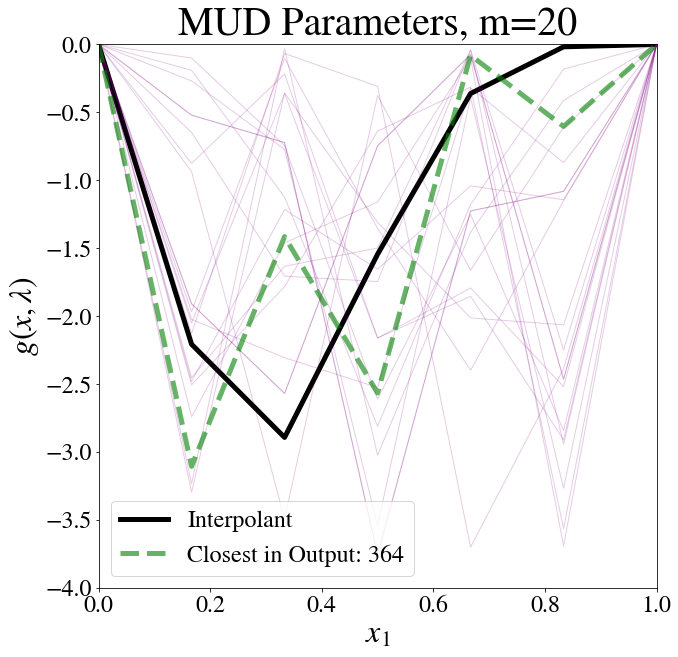 MUD Parameters, m=20
0.0
−0.5
−1.0
−1.5
−2.0
−2.5
−3.0
−3.5
−4.0
g(x, λ)
Interpolant
Closest in Output: 364
0.0 0.2 0.4 0.6 0.8 1.0
x₁